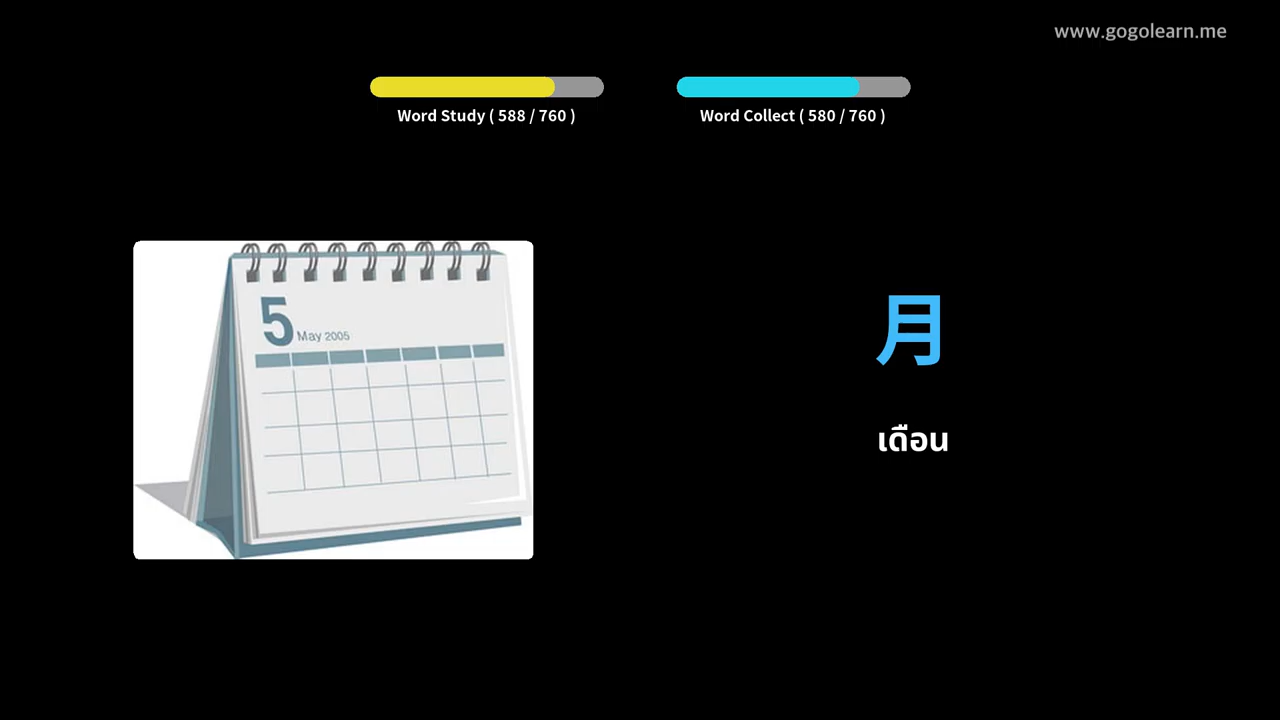 www.gogolearn.me
Word Study ( 588 / 760 )
Word Collect ( 580 / 760 )
5 May 2005
月
เดือน